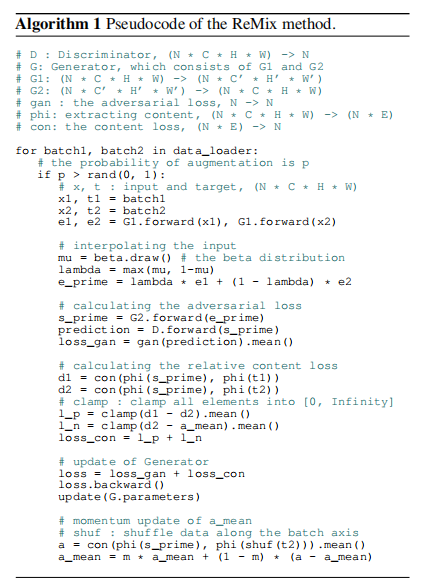 Algorithm 1 Pseudocode of the ReMix method.
# D : Discriminator, (N * C * H * W) -> N
# G: Generator, which consists of G1 and G2
# G1: (N * C * H * W) -> (N * C' * H' * W')
# G2: (N * C' * H' * W') -> (N * C * H * W)
# gan : the adversarial loss, N -> N
# phi: extracting content, (N * C * H * W) -> (N * E)
# con: the content loss, (N * E) -> N
for batch1, batch2 in data_loader:
# the probability of augmentation is p
if p > rand(0, 1):
# x, t : input and target, (N * C * H * W)
x1, t1 = batch1
x2, t2 = batch2
e1, e2 = G1.forward(x1), G1.forward(x2)
# interpolating the input
mu = beta.draw() # the beta distribution
lambda = max(mu, 1-mu)
e_prime = lambda * e1 + (1 - lambda) * e2
# calculating the adversarial loss
s_prime = G2.forward(e_prime)
prediction = D.forward(s_prime)
loss_gan = gan(prediction).mean()
# calculating the relative content loss
d1 = con(phi(s_prime), phi(t1))
d2 = con(phi(s_prime), phi(t2))
# clamp : clamp all elements into [0, Infinity]
l_p = clamp(d1 - d2).mean()
l_n = clamp(d2 - a_mean).mean()
loss_con = l_p + l_n
# update of Generator
loss = loss_gan + loss_con
loss.backward()
update(G.parameters)
# momentum update of a_mean
# shuf : shuffle data along the batch axis
a = con(phi(s_prime), phi(shuf(t2))).mean()
a_mean = m * a_mean + (1 - m) * (a - a_mean)